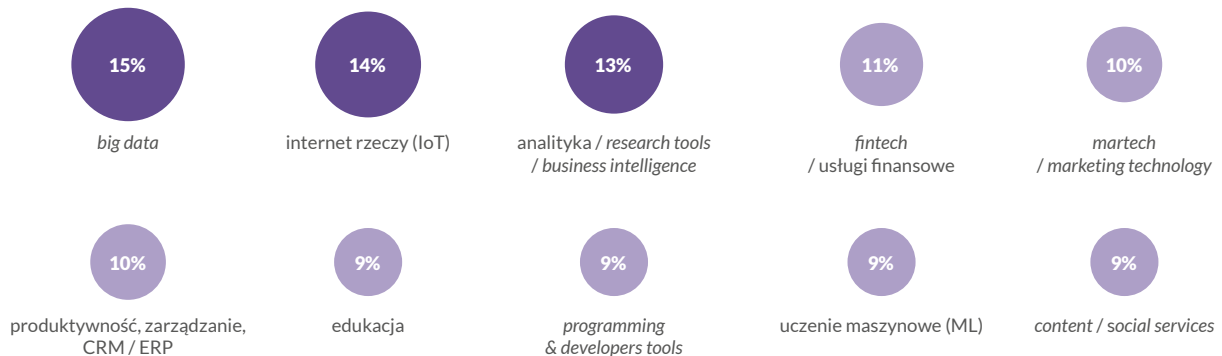 15%
14%
13%
11%
10%
big data
internet rzeczy (IoT)
analityka / research tools
/ business intelligence
fintech
/ usługi finansowe
martech
/ marketing technology
10%
9%
9%
9%
9%
produktywność, zarządzanie,
CRM / ERP
edukacja
programming
& developers tools
uczenie maszynowe (ML)
content / social services